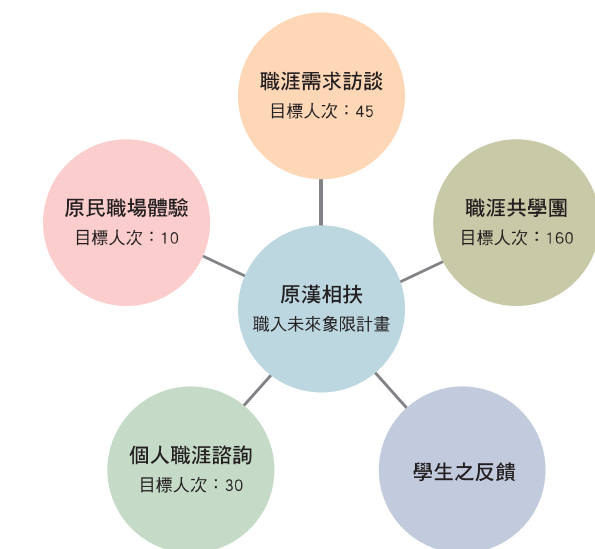 職涯需求訪談
目標人次：45
原民職場體驗
目標人次：10
職涯共學團
目標人次：160
原漢相扶
職入未來象限計畫
個人職涯諮詢
目標人次：30
學生之反饋